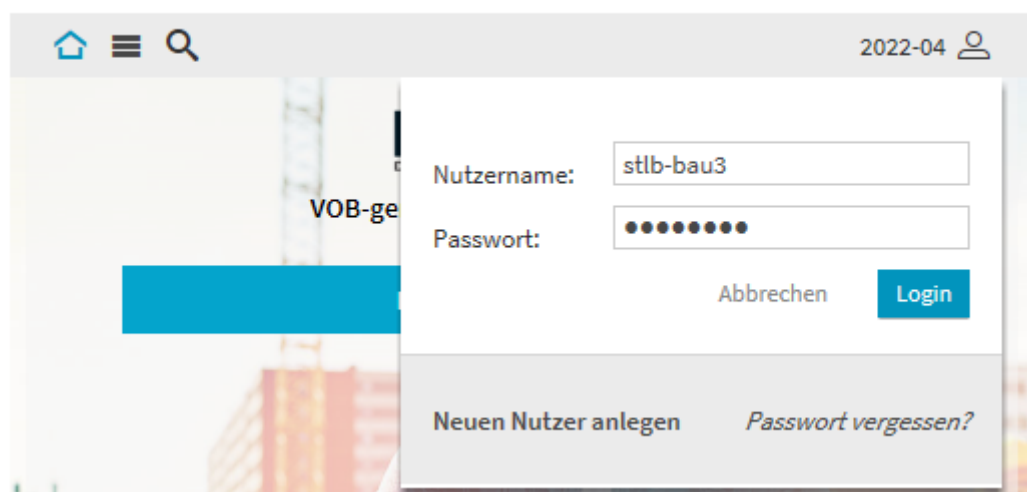 2022-04
Nutzername:
stlb-bau3
VOB-ge
Passwort:
••••••••
Abbrechen
Login
Neuen Nutzer anlegen
Passwort vergessen?